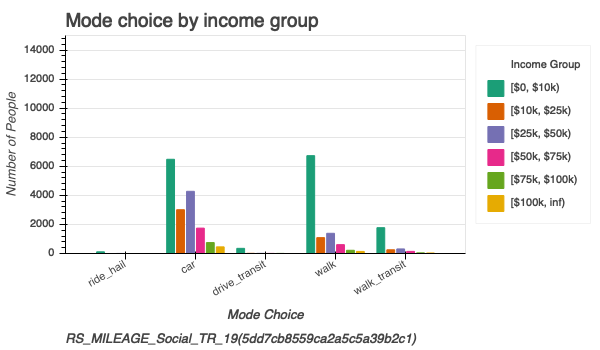 Mode choice by income group
Number of People
14000
12000
10000
8000
6000
4000
2000
0
ride_hail
car
drive_transit
walk
walk_transit
Mode Choice
RS_MILEAGE_Social_TR_19(5dd7cb8559ca2a5c5a39b2c1)
Income Group
[$0, $10k)
[$10k, $25k)
[$25k, $50k)
[$50k, $75k)
[$75k, $100k)
[$100k, inf)